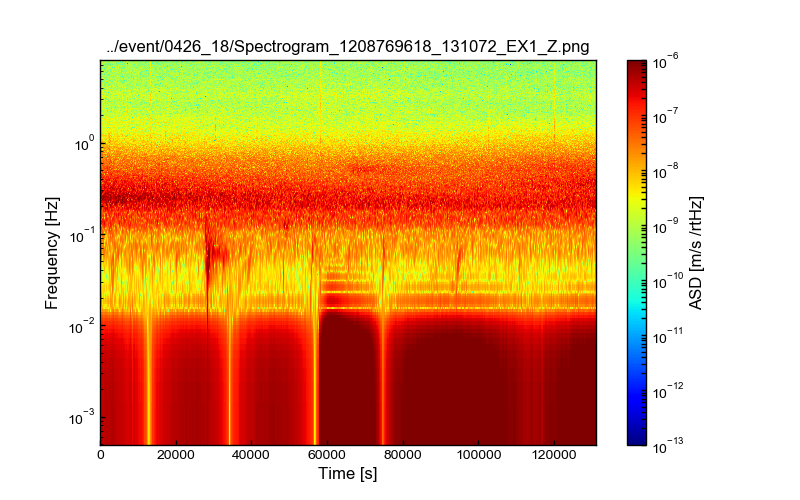 ../event/0426_18/Spectrogram_1208769618_131072_EX1_Z.png
Frequency [Hz]
10⁰
10⁻¹
10⁻²
10⁻³
0 20000 40000 60000 80000 100000 120000
Time [s]
10⁻⁶
10⁻⁷
10⁻⁸
10⁻⁹
10⁻¹⁰
10⁻¹¹
10⁻¹²
10⁻¹³
ASD [m/s /rtHz]